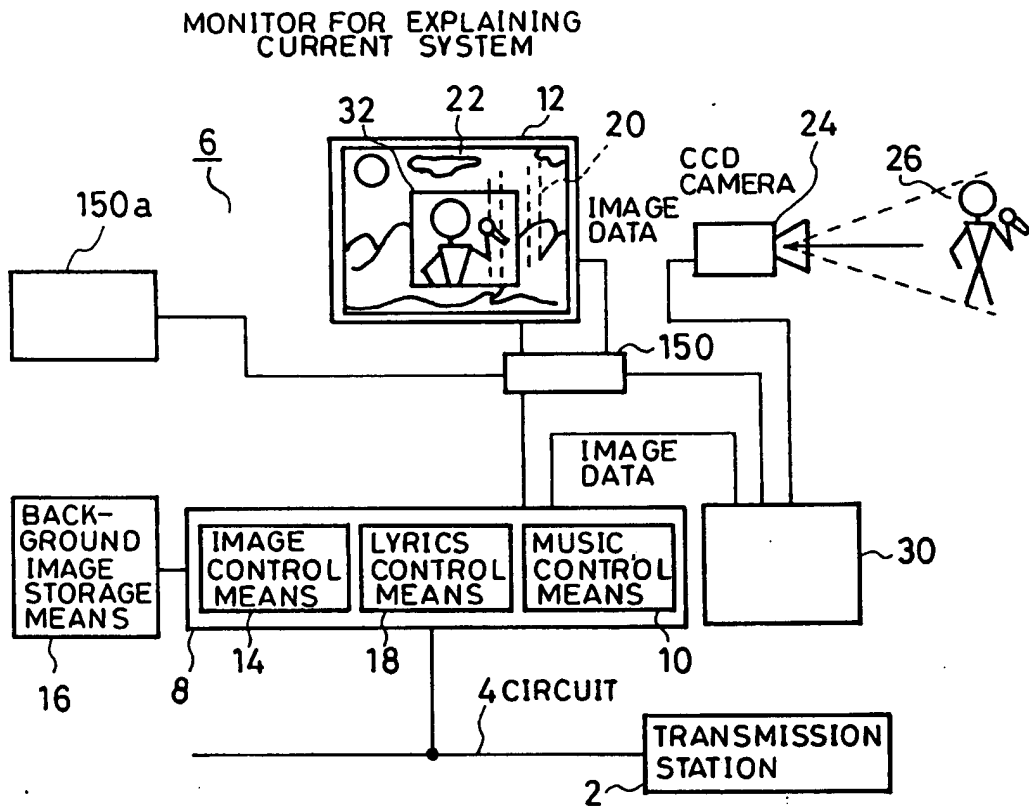 MONITOR FOR EXPLAINING
CURRENT SYSTEM
32
22
12
20
24
6
150a
IMAGE
DATA
CCD
CAMERA
26
150
IMAGE
DATA
BACK-
GROUND
IMAGE
STORAGE
MEANS
IMAGE
CONTROL
MEANS
LYRICS
CONTROL
MEANS
MUSIC
CONTROL
MEANS
30
16
8
14
18
10
4 CIRCUIT
TRANSMISSION
STATION
2